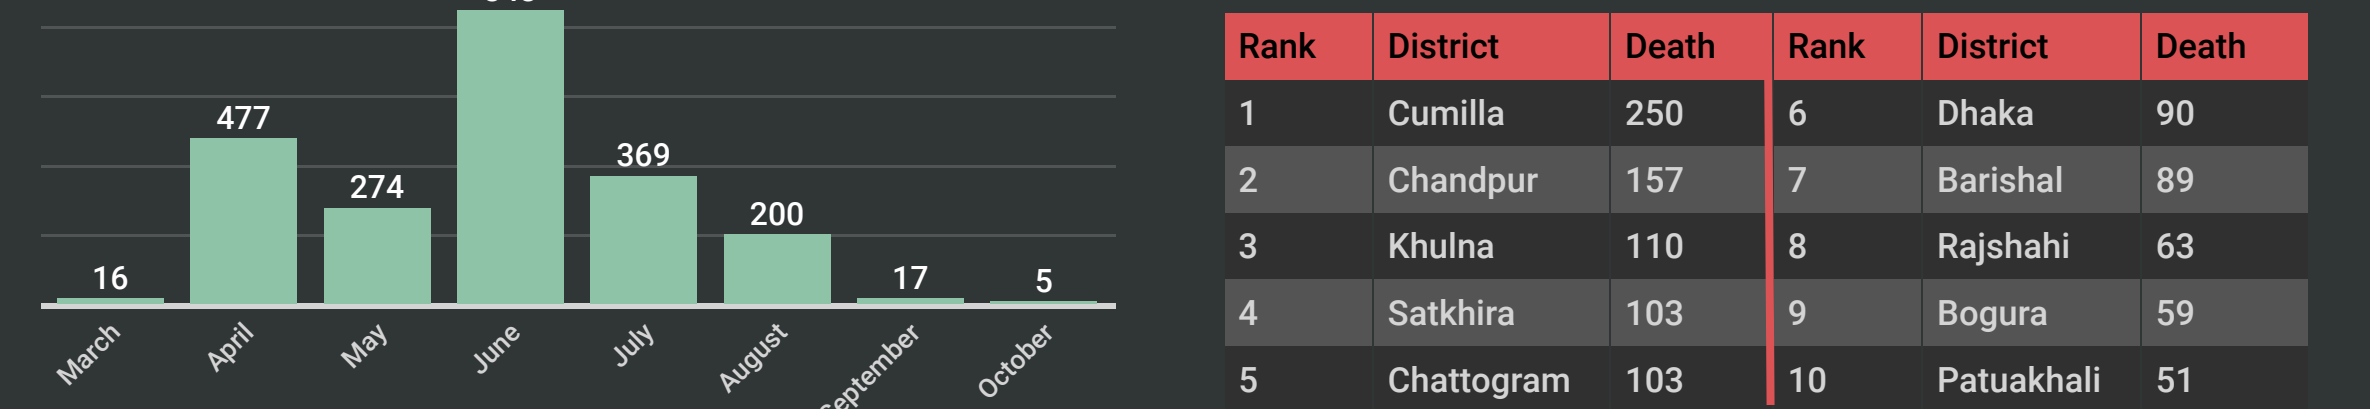 477
369
274
200
16
17
5
March
April
May
June
July
August
October
Rank District Death Rank District Death
1 Cumilla 250 6 Dhaka 90
2 Chandpur 157 7 Barishal 89
3 Khulna 110 8 Rajshahi 63
4 Satkhira 103 9 Bogura 59
5 Chattogram 103 10 Patuakhali 51